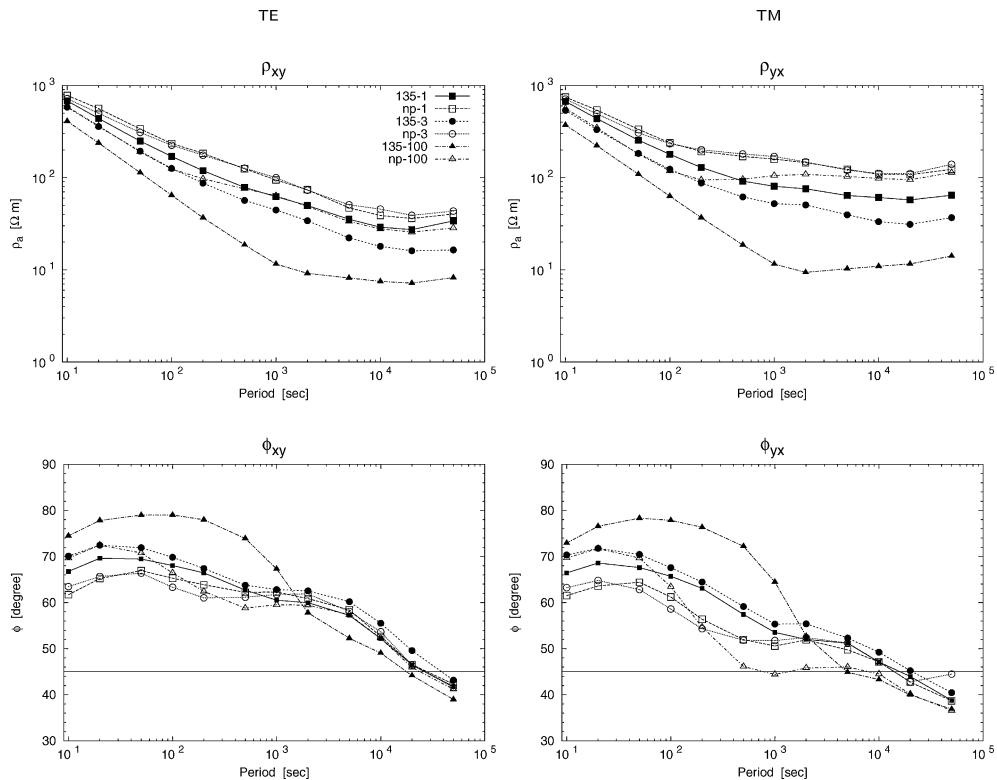 TE
TM
ρxy
ρyx
10^3
10^2
10^1
10^0
ρa [Ω m]
135-1
np-1
135-3
np-3
135-100
np-100
10^1 10^2 10^3 10^4 10^5
Period [sec]
10^3
10^2
10^1
10^0
ρa [Ω m]
10^1 10^2 10^3 10^4 10^5
Period [sec]
ϕxy
ϕyx
90
80
70
60
50
40
30
ϕ [degree]
10^1 10^2 10^3 10^4 10^5
Period [sec]
90
80
70
60
50
40
30
ϕ [degree]
10^1 10^2 10^3 10^4 10^5
Period [sec]